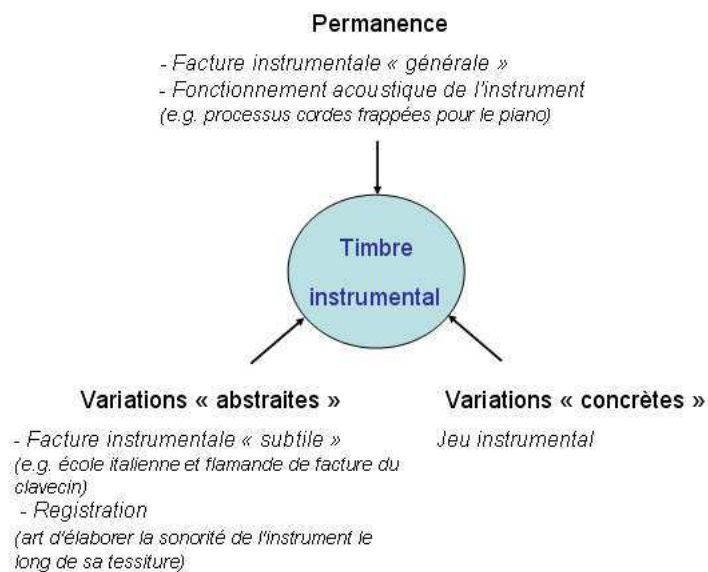 Permanence
- Facture instrumentale « générale »
- Fonctionnement acoustique de l'instrument
(e.g. processus cordes frappées pour le piano)
Timbre
instrumental
Variations « abstraites »
- Facture instrumentale « subtile »
(e.g. école italienne et flamande de facture du
clavecin)
- Registration
(art d'élaborer la sonorité de l'instrument le
long de sa tessiture)
Variations « concrètes »
Jeu instrumental